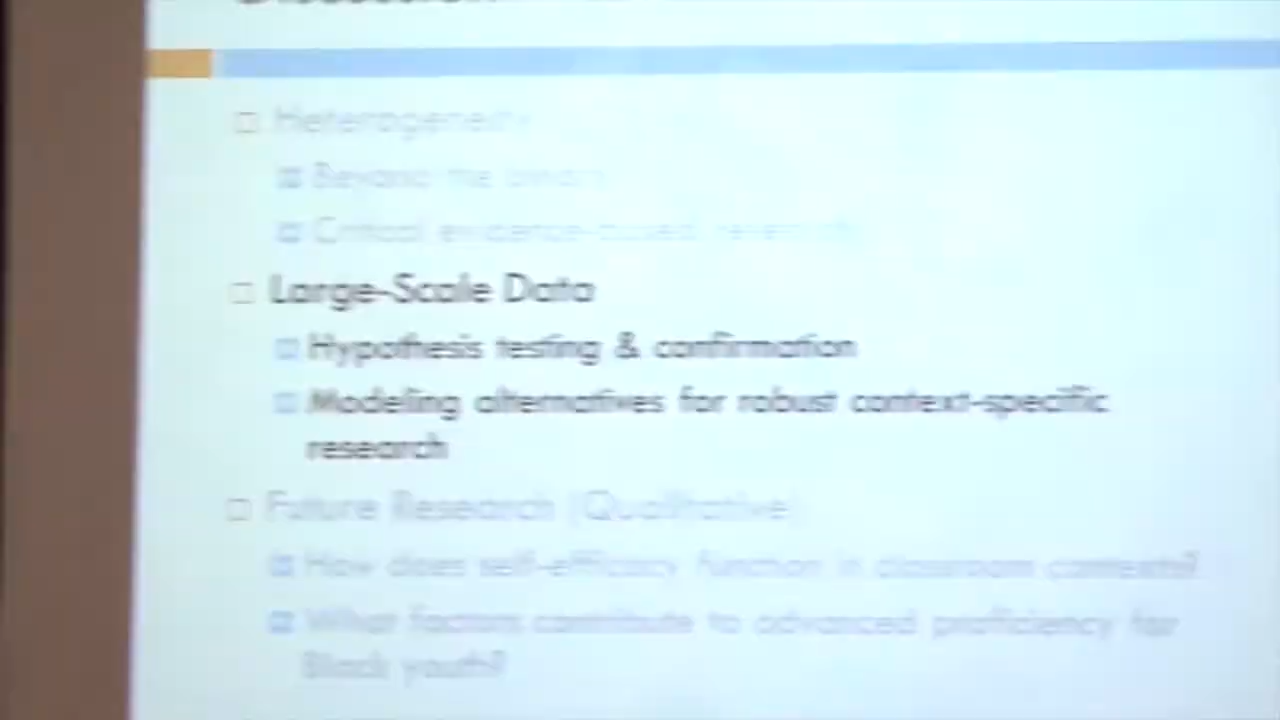 Heterogeneity
Beyond the binary
Critical evidence-based
Large-Scale Data
Hypothesis testing & confirmation
Modeling alternatives for robust context-specific
research
Future Research (Qualitative)
How does self-efficacy function in classroom contexts?
What factors contribute to advanced proficiency for
Black youth?